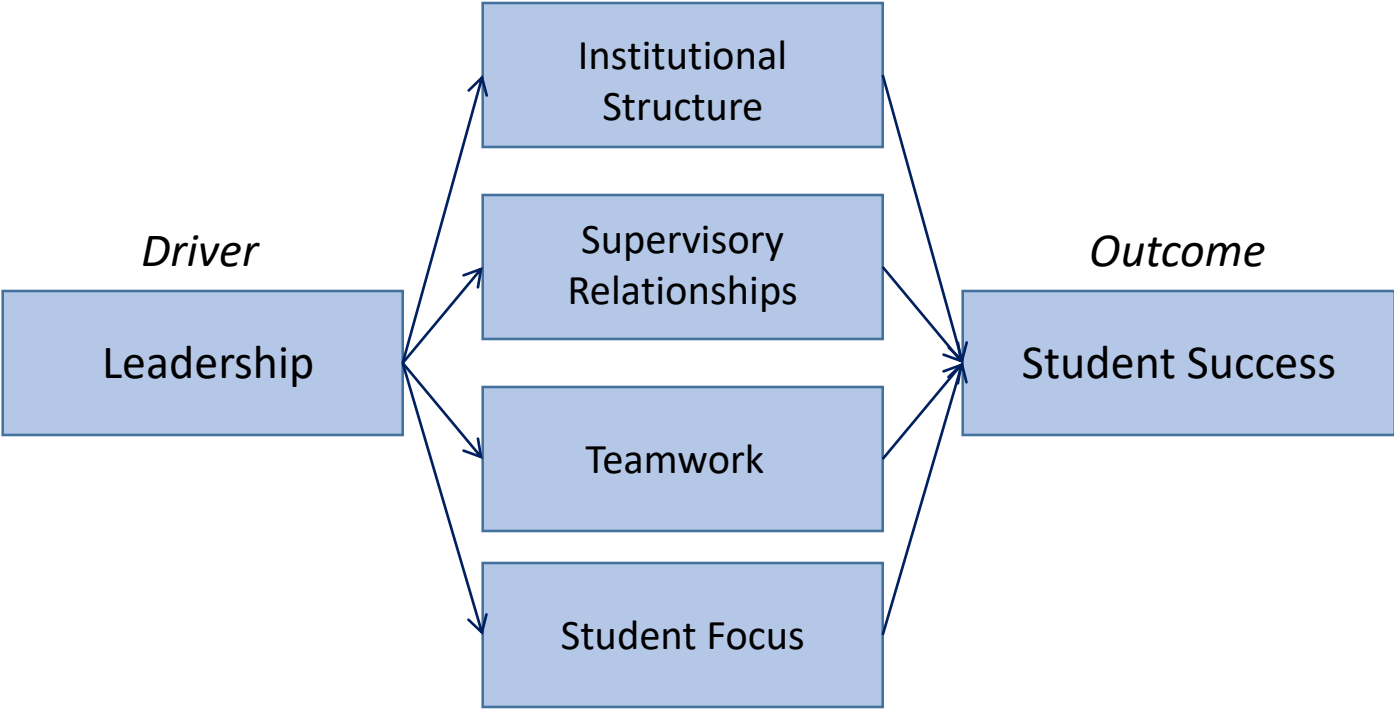 Driver
Leadership
Institutional
Structure
Supervisory
Relationships
Teamwork
Student Focus
Outcome
Student Success